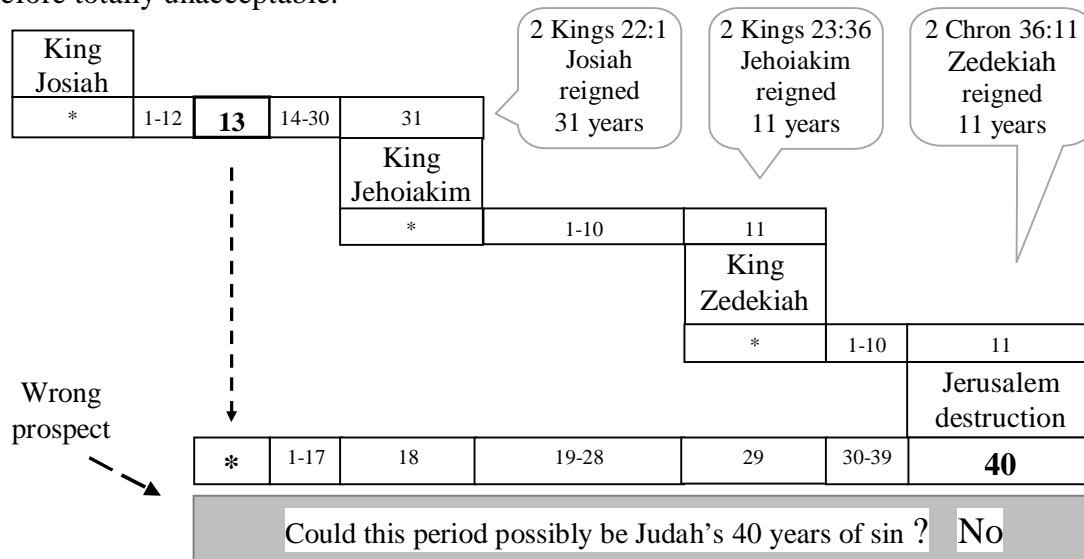 efore totally unacceptable.
2 Kings 22:1
Josiah
reigned
31 years
2 Kings 23:36
Jehoiakim
reigned
11 years
2 Chron 36:11
Zedekiah
reigned
11 years
King
Josiah
* 1-12 13 14-30 31
King
Jehoiakim
* 1-10 11
King
Zedekiah
* 1-10 11
Jerusalem
destruction
Wrong
prospect
* 1-17 18 19-28 29 30-39 40
Could this period possibly be Judah's 40 years of sin ? No